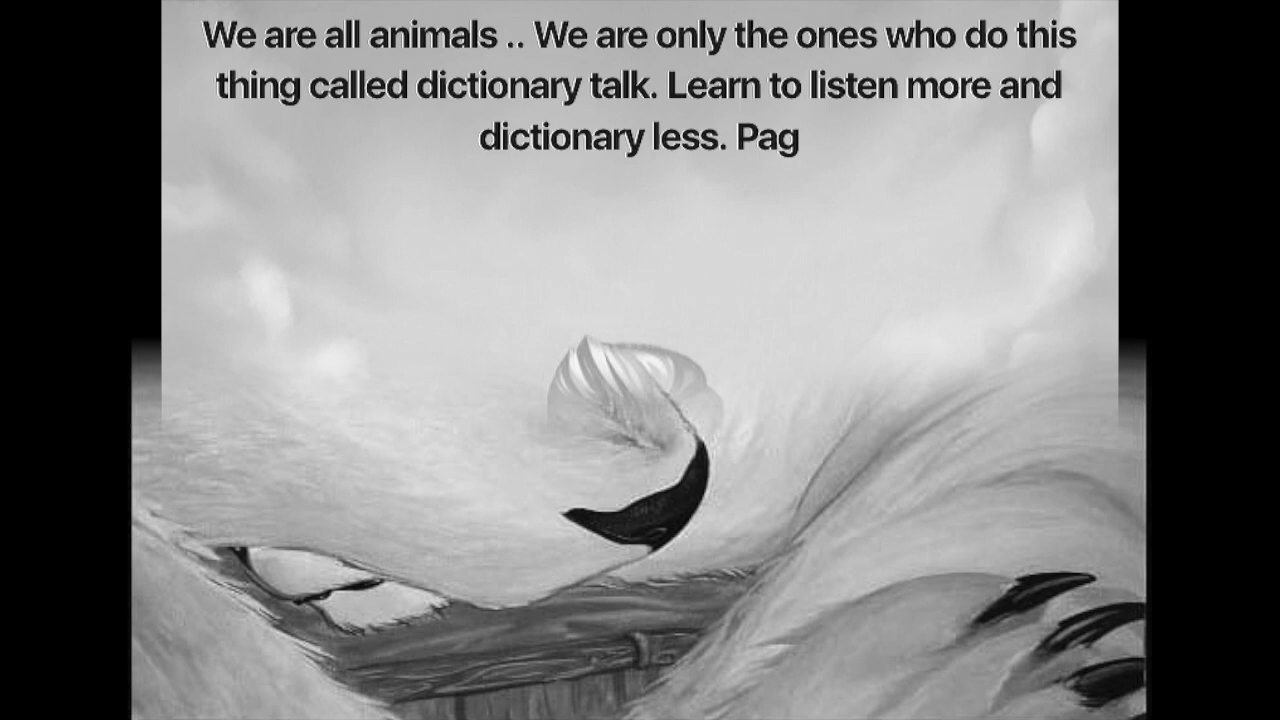 We are all animals .. We are only the ones who do this
thing called dictionary talk. Learn to listen more and
dictionary less. Pag